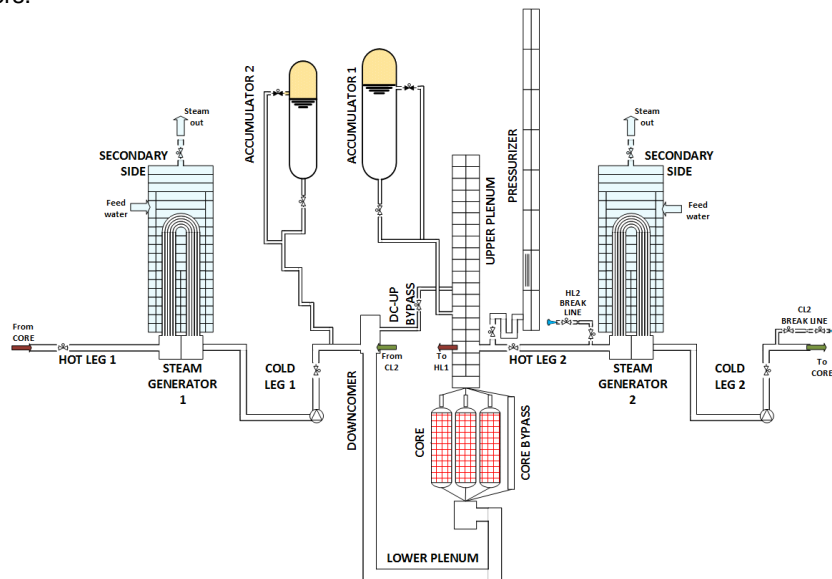 ors.
Steam
out
SECONDARY
SIDE
Feed
water
From
CORE
HOT LEG 1
STEAM
GENERATOR
1
COLD
LEG 1
ACCUMULATOR 2
ACCUMULATOR 1
DOWNCOMER
DC-UP
BYPASS
From
CL2
To
HL1
UPPER PLENUM
PRESSURIZER
CORE
CORE BYPASS
LOWER PLENUM
HL2
BREAK
LINE
HOT LEG 2
Steam
out
SECONDARY
SIDE
Feed
water
STEAM
GENERATOR
2
COLD
LEG 2
CL2
BREAK LINE
To
CORE